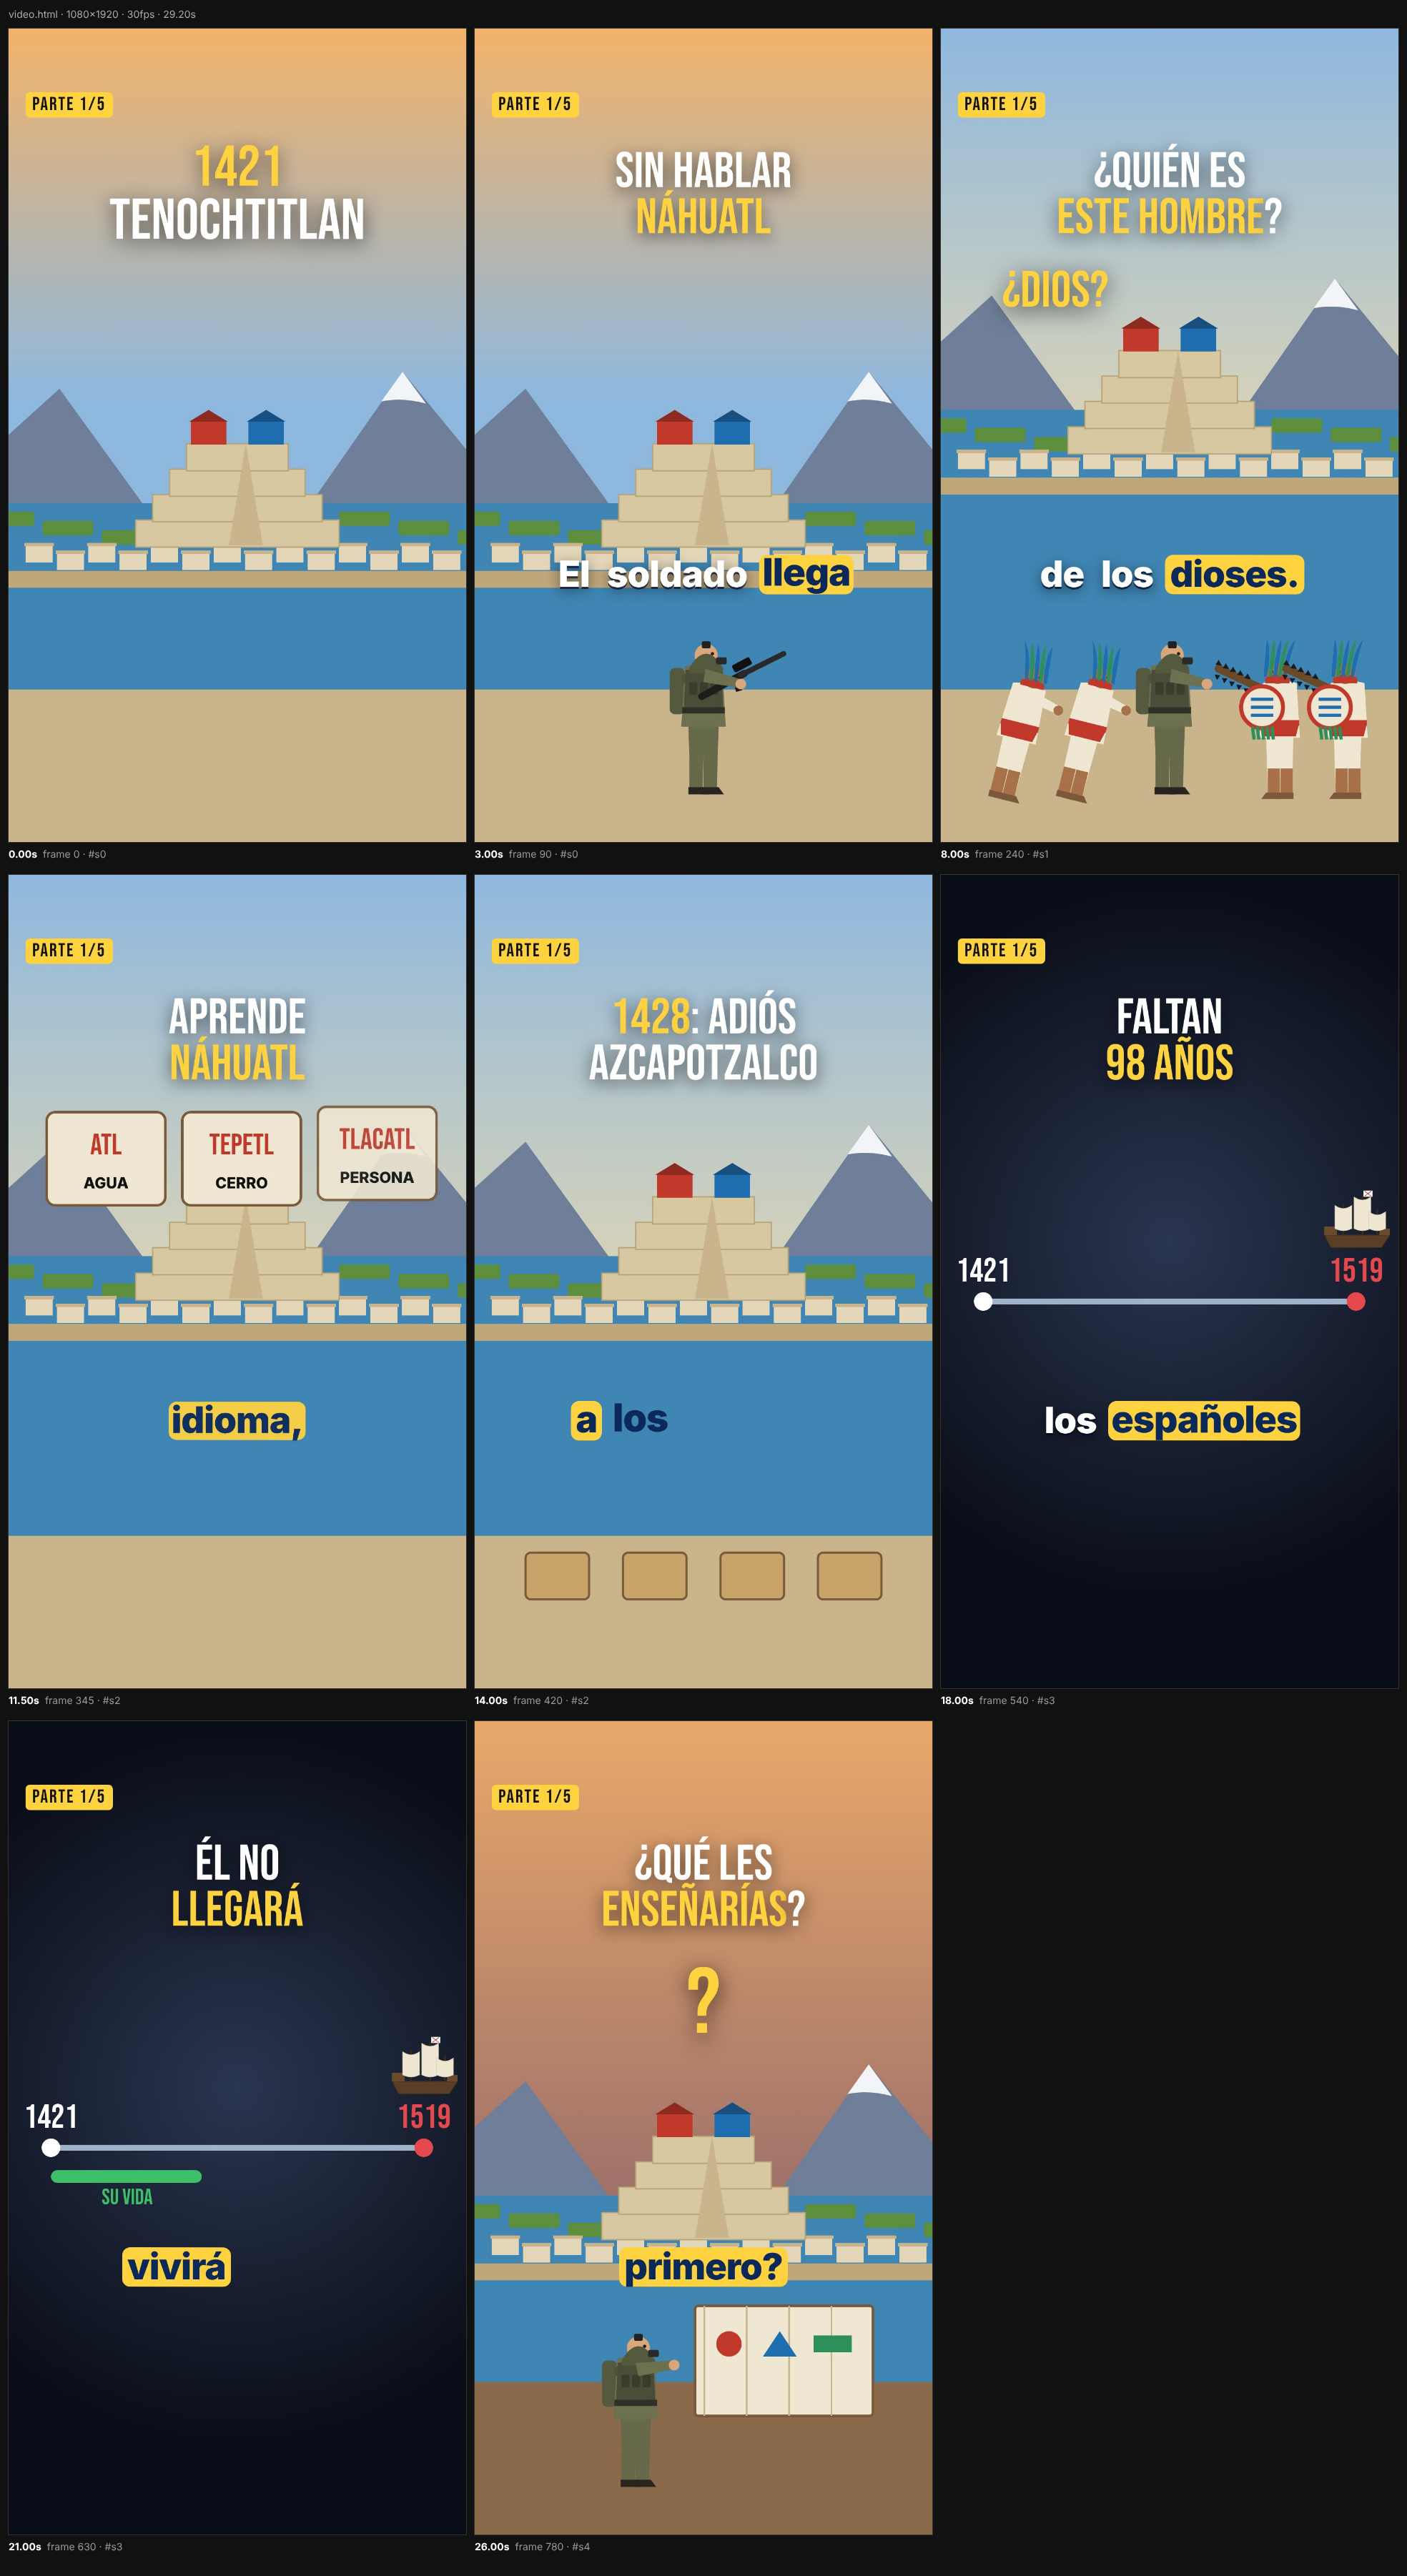 video.html · 1080×1920 · 30fps · 29.20s
PARTE 1/5
1421
TENOCHTITLAN
0.00s frame 0 · #s0
PARTE 1/5
SIN HABLAR
NÁHUATL
El soldado llega
3.00s frame 90 · #s0
PARTE 1/5
¿QUIÉN ES
ESTE HOMBRE?
¿DIOS?
de los dioses.
8.00s frame 240 · #s1
PARTE 1/5
APRENDE
NÁHUATL
ATL
AGUA
TEPETL
CERRO
TLACATL
PERSONA
idioma,
11.50s frame 345 · #s2
PARTE 1/5
1428: ADIÓS
AZCAPOTZALCO
a los
14.00s frame 420 · #s2
PARTE 1/5
FALTAN
98 AÑOS
1421
1519
los españoles
18.00s frame 540 · #s3
PARTE 1/5
ÉL NO
LLEGARÁ
1421
1519
SU VIDA
vivirá
21.00s frame 630 · #s3
PARTE 1/5
¿QUÉ LES
ENSEÑARÍAS?
?
primero?
26.00s frame 780 · #s4